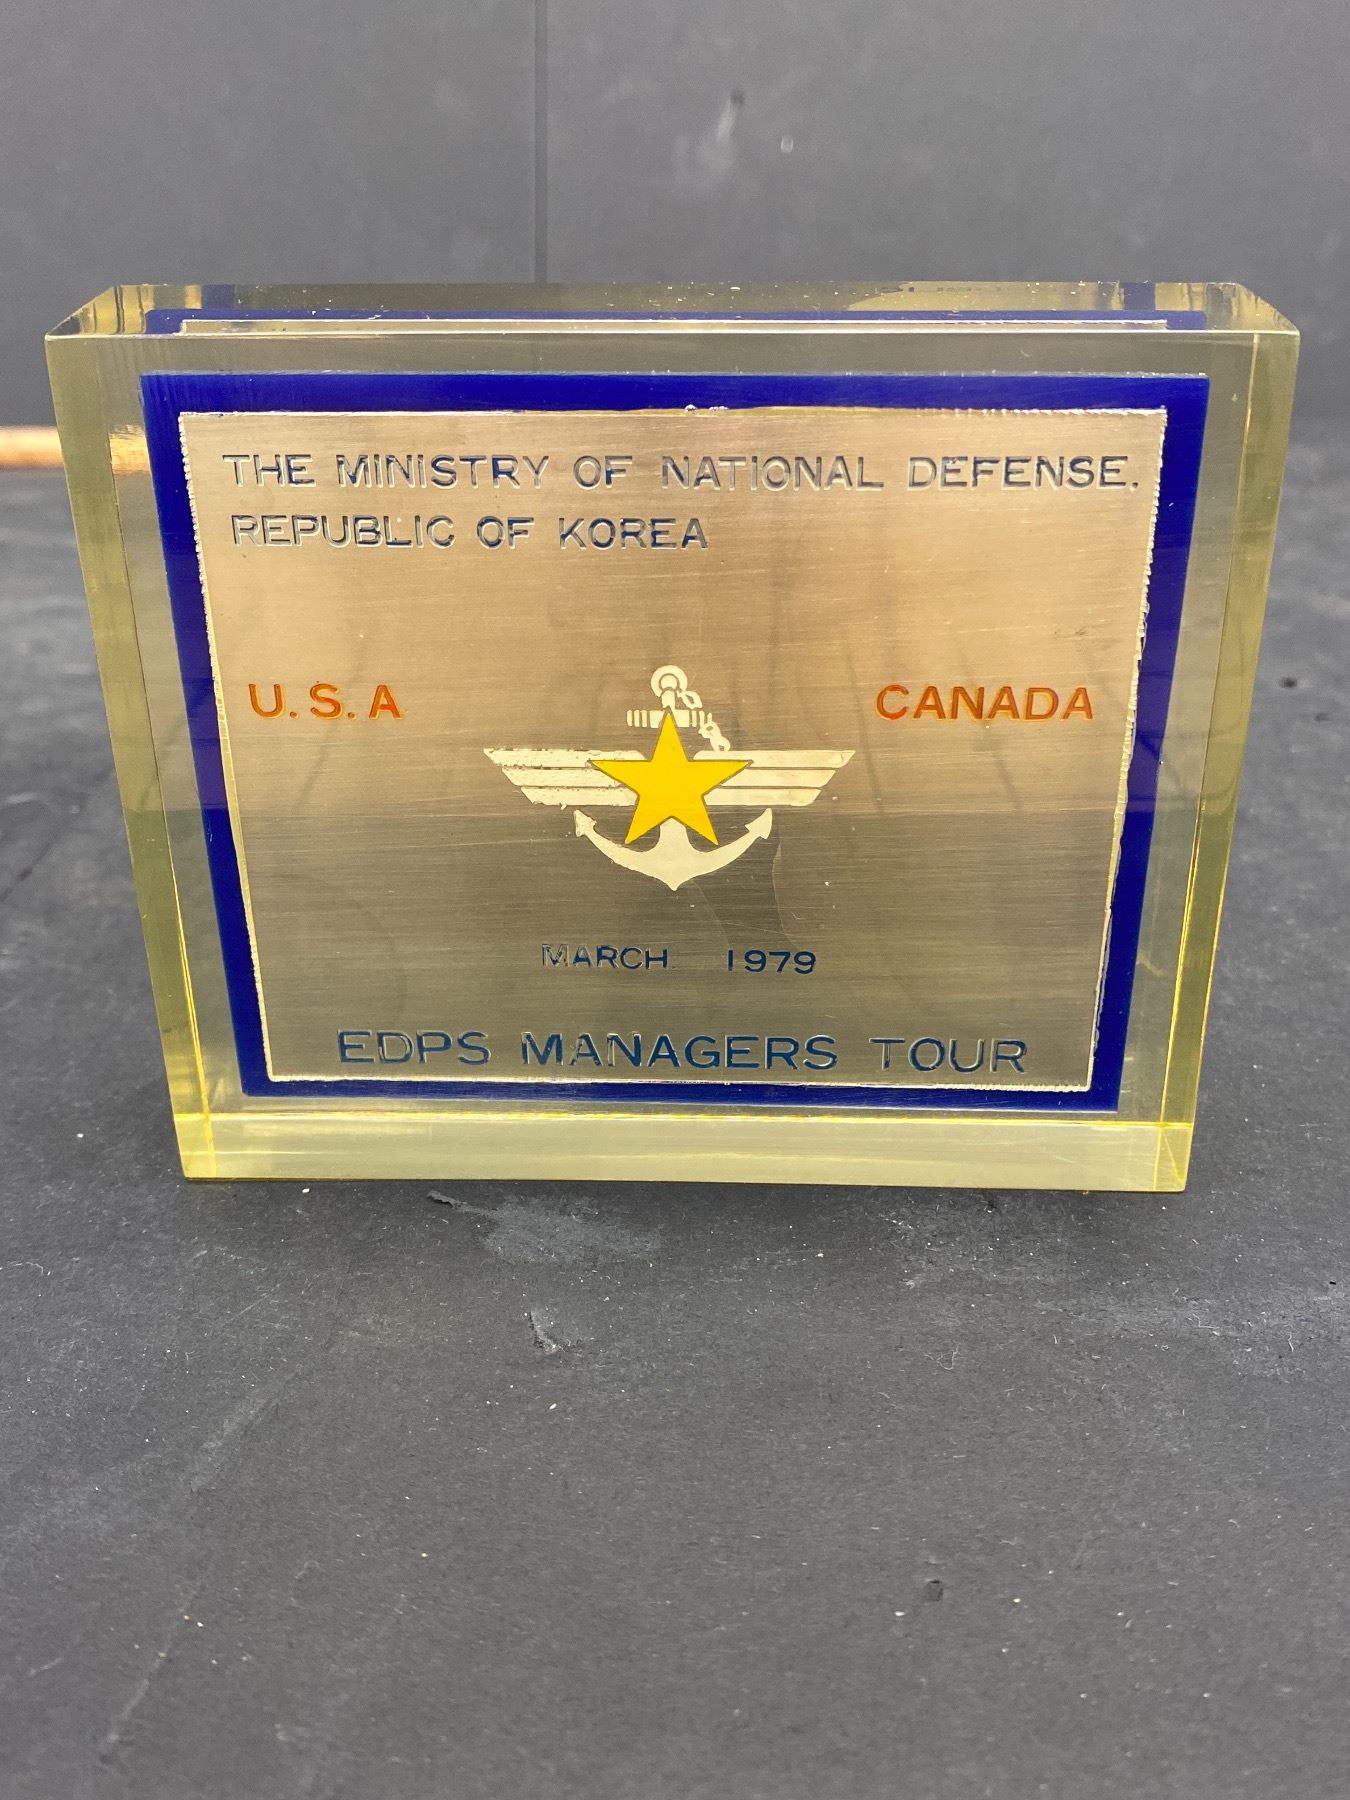 THE MINISTRY OF NATIONAL DEFENSE.
REPUBLIC OF KOREA
U.S.A CANADA
MARCH 1979
EDPS MANAGERS TOUR